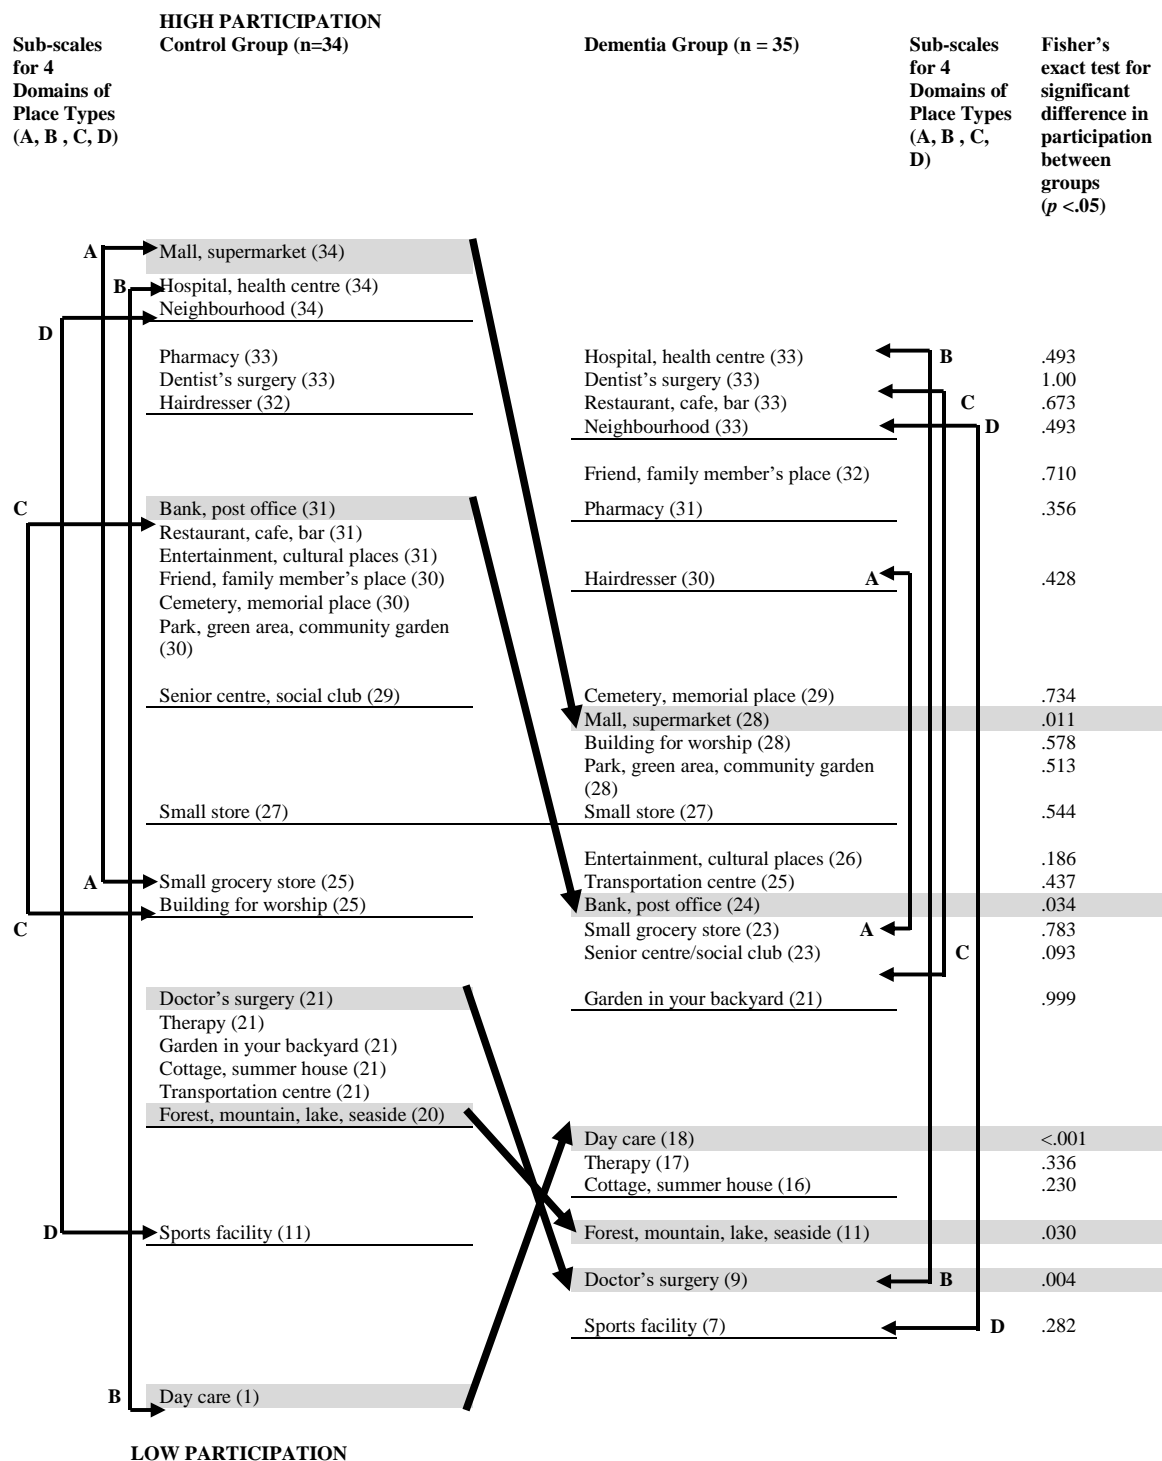 HIGH PARTICIPATION
Sub-scales
for 4
Domains of
Place Types
(A, B , C, D)
Control Group (n=34)
Dementia Group (n = 35)
Sub-scales
for 4
Domains of
Place Types
(A, B , C,
D)
Fisher's
exact test for
significant
difference in
participation
between
groups
(p <.05)
A Mall, supermarket (34)
B Hospital, health centre (34)
D Neighbourhood (34)
Pharmacy (33) Hospital, health centre (33) B .493
Dentist's surgery (33) Dentist's surgery (33) 1.00
Hairdresser (32) Restaurant, cafe, bar (33) C .673
Neighbourhood (33) D .493
Friend, family member's place (32) .710
C Bank, post office (31) Pharmacy (31) .356
Restaurant, cafe, bar (31)
Entertainment, cultural places (31)
Friend, family member's place (30) Hairdresser (30) A .428
Cemetery, memorial place (30)
Park, green area, community garden
(30)
Senior centre, social club (29) Cemetery, memorial place (29) .734
Mall, supermarket (28) .011
Building for worship (28) .578
Park, green area, community garden .513
(28)
Small store (27) Small store (27) .544
Entertainment, cultural places (26) .186
A Small grocery store (25) Transportation centre (25) .437
Building for worship (25) Bank, post office (24) .034
C Small grocery store (23) A .783
Senior centre/social club (23) C .093
Doctor's surgery (21) Garden in your backyard (21) .999
Therapy (21)
Garden in your backyard (21)
Cottage, summer house (21)
Transportation centre (21)
Forest, mountain, lake, seaside (20)
Day care (18) <.001
Therapy (17) .336
Cottage, summer house (16) .230
D Sports facility (11) Forest, mountain, lake, seaside (11) .030
Doctor's surgery (9) B .004
Sports facility (7) D .282
B Day care (1)
LOW PARTICIPATION